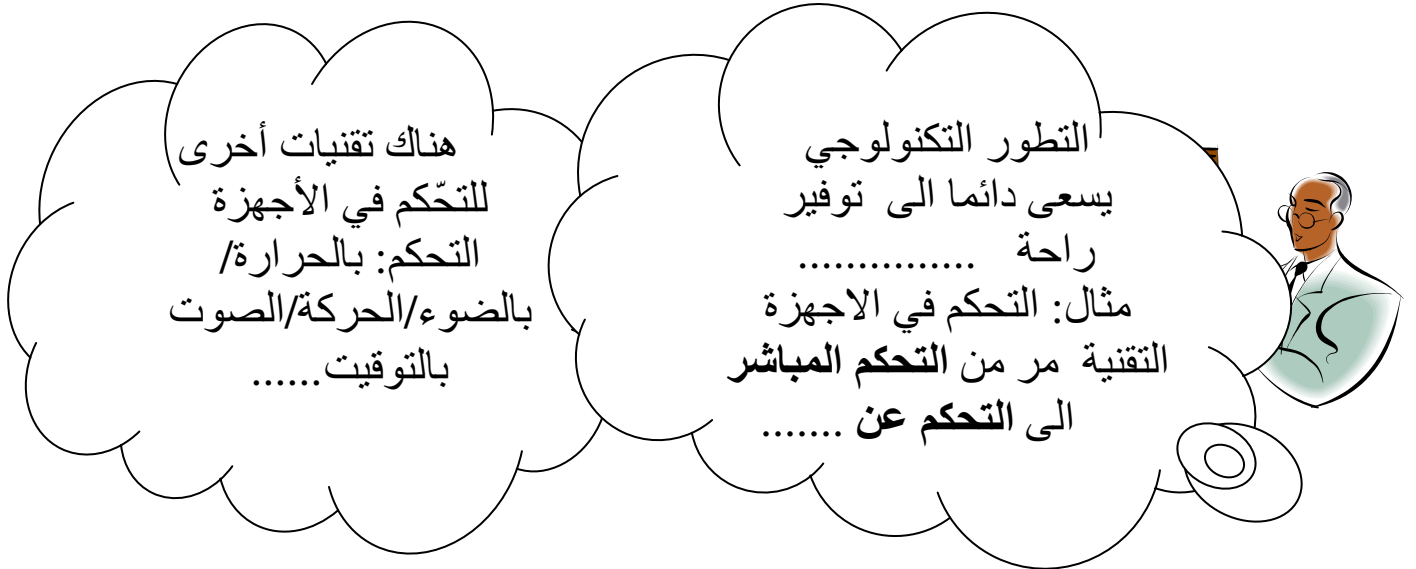 التطور التكنولوجي
يسعى دائما الى توفير
راحة ...............
مثال: التحكم في الاجهزة
التقنية مر من التحكم المباشر
الى التحكم عن .......
هناك تقنيات أخرى
للتحّكم في الأجهزة
التحكم: بالحرارة/
بالضوء/الحركة/الصوت
بالتوقيت......